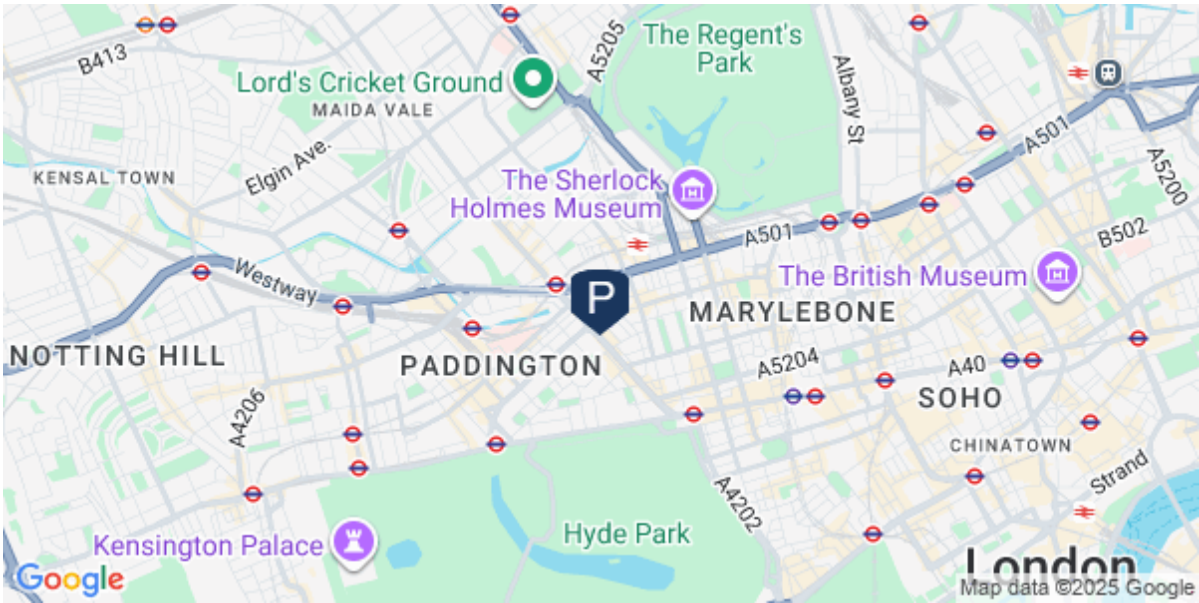 B413
A5205
The Regent's
Park
Lord's Cricket Ground
MAIDA VALE
Albany St
A501
A5200
Elgin Ave.
KENSAL TOWN
The Sherlock
Holmes Museum
A501
B502
Westway
The British Museum
P
MARYLEBONE
NOTTING HILL
PADDINGTON
A5204
A40
SOHO
A4206
CHINATOWN
Strand
A4202
Hyde Park
Kensington Palace
London
Google
Map data ©2025 Google